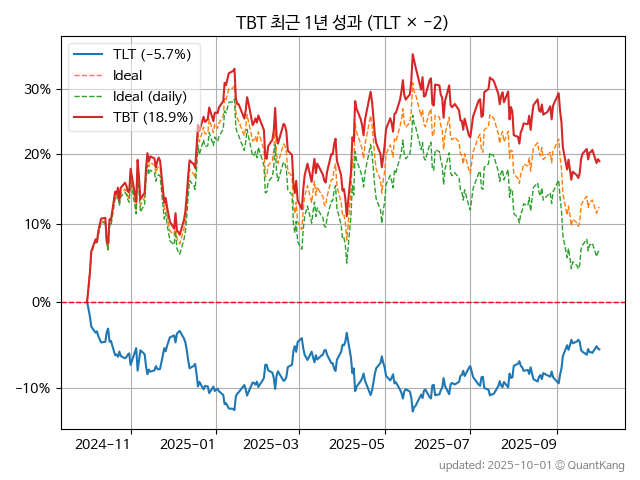 TBT 최근 1년 성과 (TLT × -2)
TLT (-5.7%)
Ideal
Ideal (daily)
TBT (18.9%)
30%
20%
10%
0%
-10%
2024-11 2025-01 2025-03 2025-05 2025-07 2025-09
updated: 2025-10-01 © QuantKang